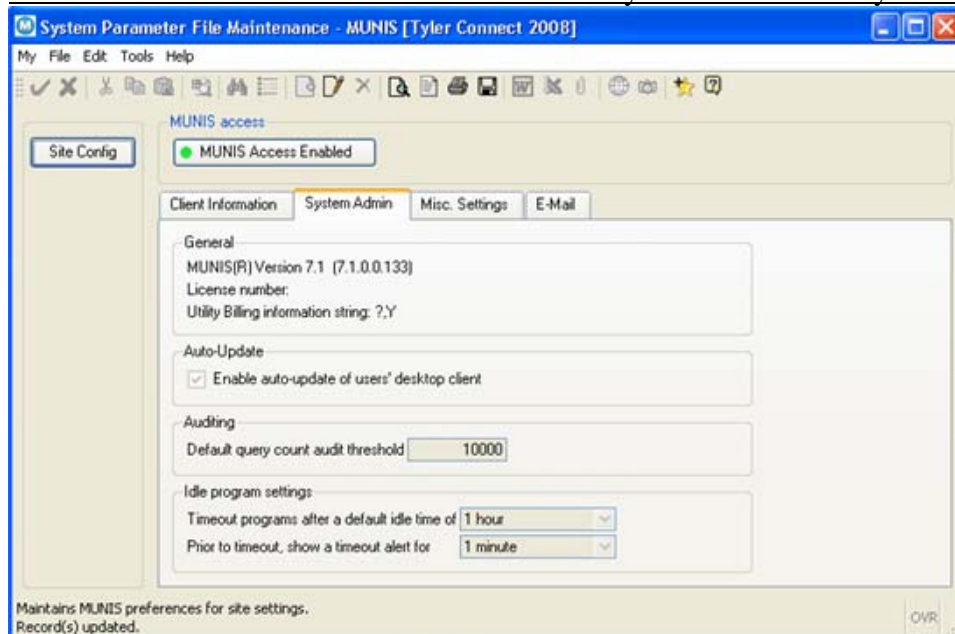 System Parameter File Maintenance - MUNIS [Tyler Connect 2008]
My File Edit Tools Help
MUNIS access
Site Config
MUNIS Access Enabled
Client Information System Admin Misc. Settings E-Mail
General
MUNIS(R) Version 7.1 (7.1.0.0.133)
License number:
Utility Billing information string: ?,Y
Auto-Update
Enable auto-update of users' desktop client
Auditing
Default query count audit threshold 10000
Idle program settings
Timeout programs after a default idle time of 1 hour
Prior to timeout, show a timeout alert for 1 minute
Maintains MUNIS preferences for site settings.
Record(s) updated.
OVR